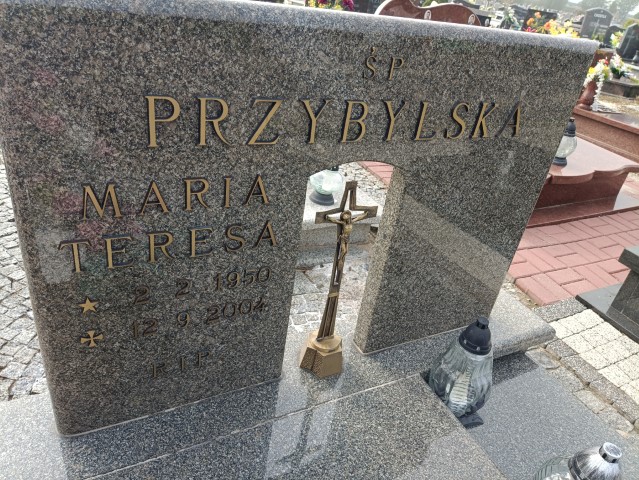 ŚP
PRZYBYLSKA
MARIA
TERESA
2 2 1950
12 9 2004
R.I.P.